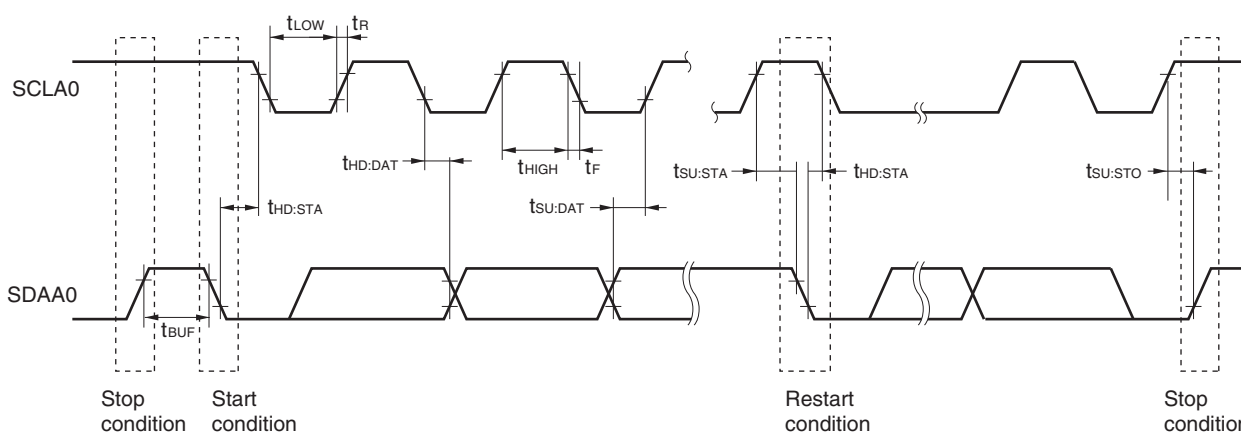 tLOW
tR
SCLA0
tHD:DAT
tHIGH
tF
tSU:STA
tHD:STA
tSU:STO
tHD:STA
tSU:DAT
SDAA0
tBUF
Stop
condition
Start
condition
Restart
condition
Stop
condition